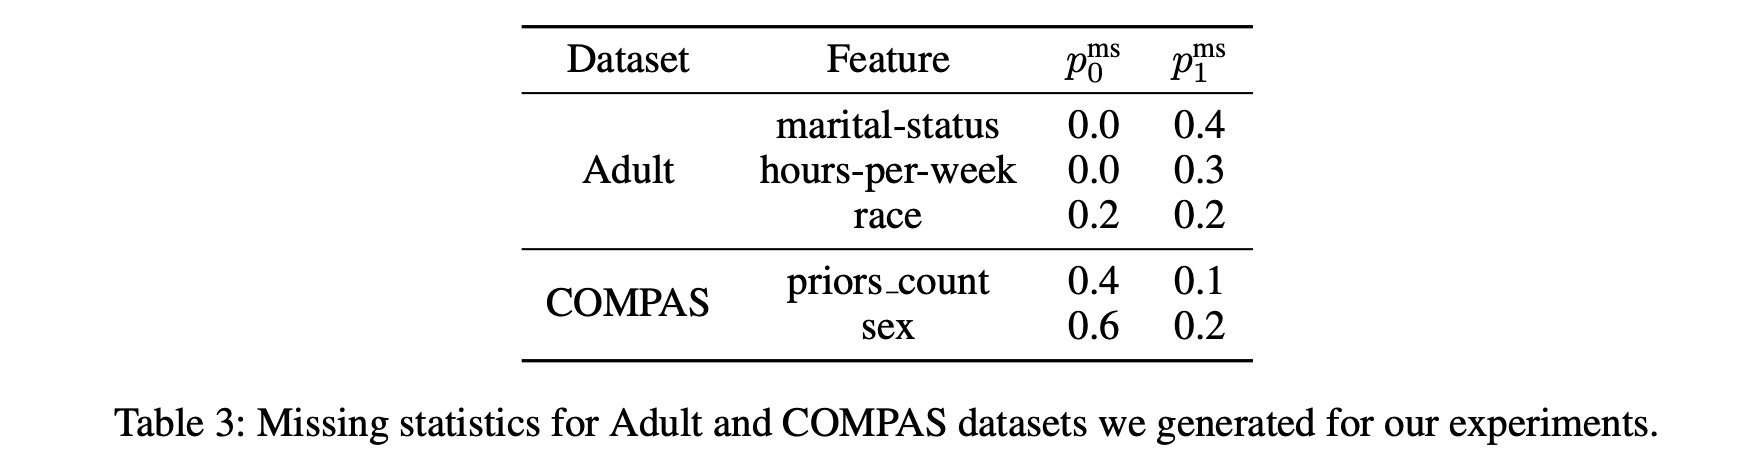 Dataset Feature p_0^ms p_1^ms
marital-status 0.0 0.4
Adult hours-per-week 0.0 0.3
race 0.2 0.2
priors_count 0.4 0.1
COMPAS
sex 0.6 0.2
Table 3: Missing statistics for Adult and COMPAS datasets we generated for our experiments.